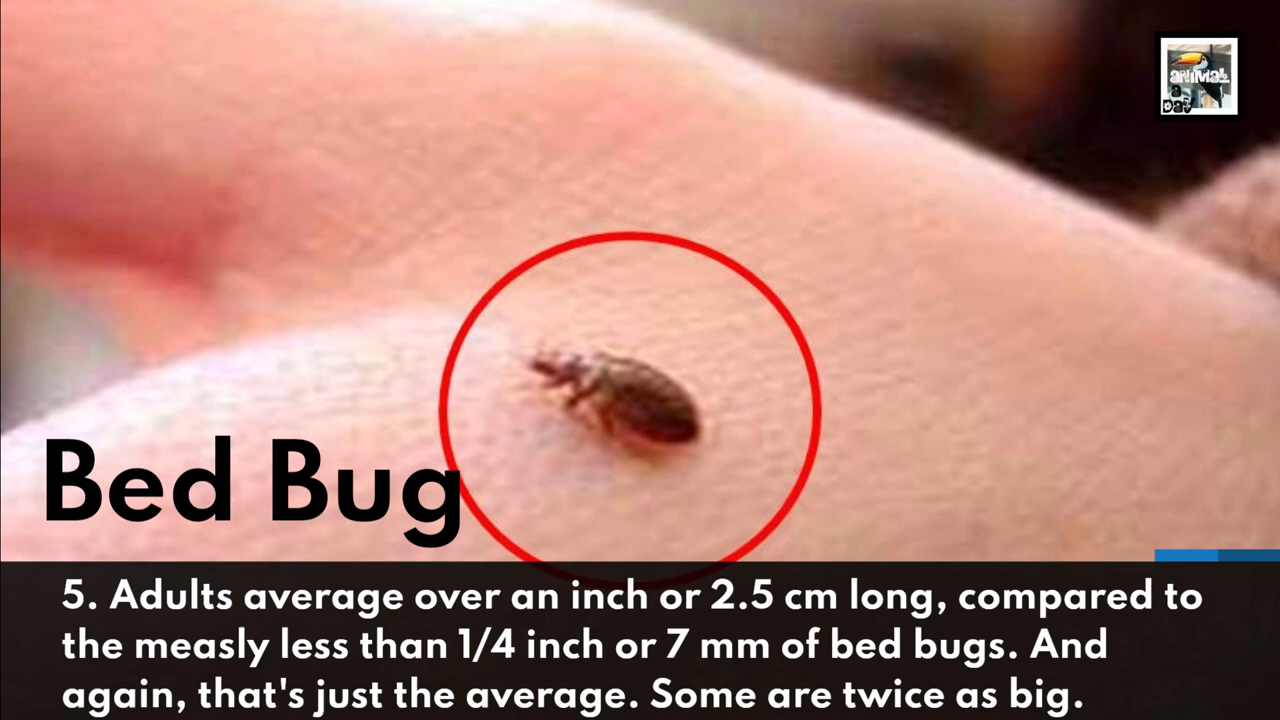 ANIMAL
A
DAY
Bed Bug
5. Adults average over an inch or 2.5 cm long, compared to
the measly less than 1/4 inch or 7 mm of bed bugs. And
again, that's just the average. Some are twice as big.